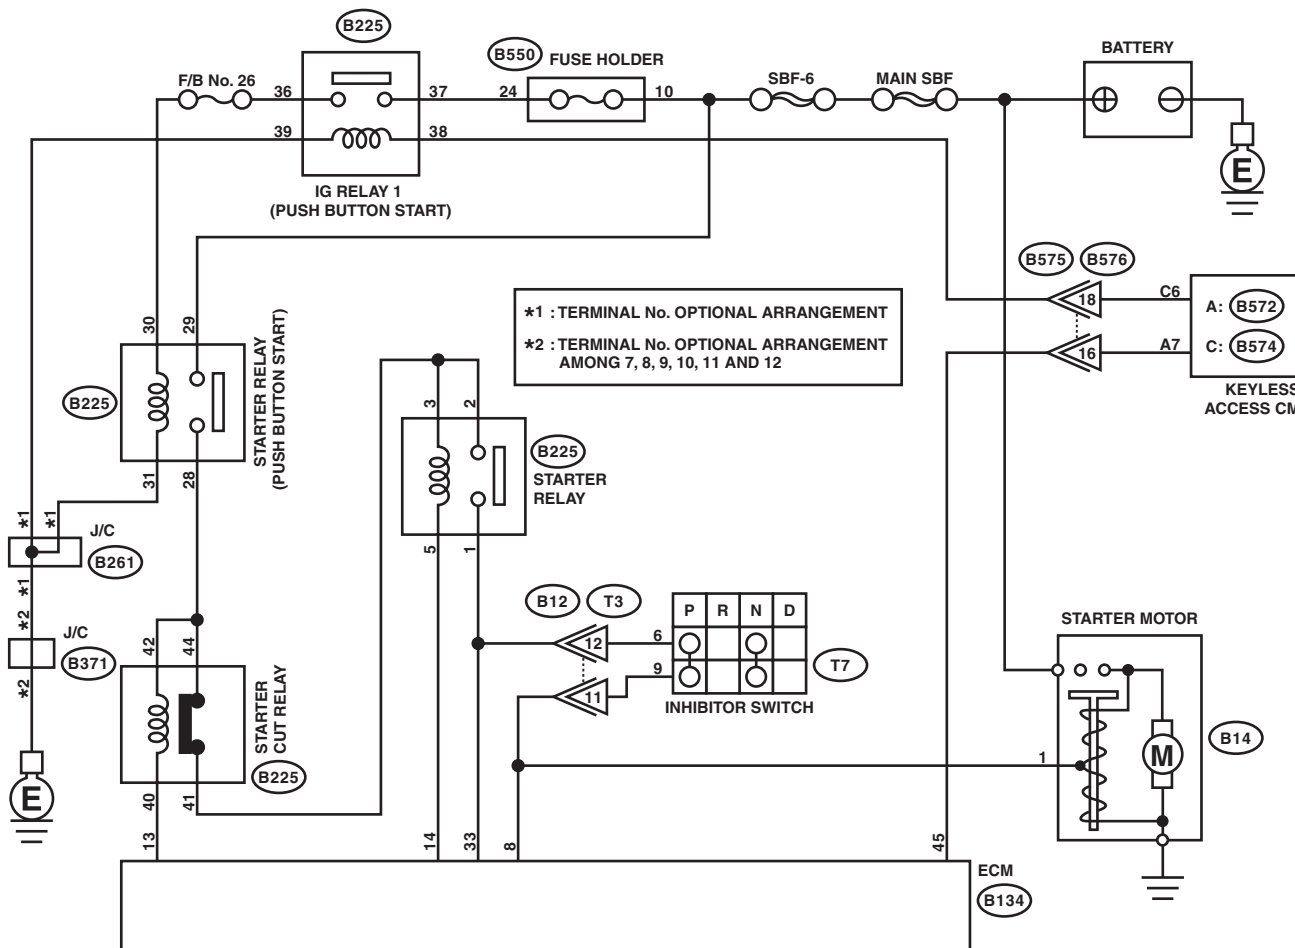 B225
B550 FUSE HOLDER
BATTERY
F/B No. 26
SBF-6
MAIN SBF
36
37
24
10
39
38
E
IG RELAY 1
(PUSH BUTTON START)
B575 B576
*1 : TERMINAL No. OPTIONAL ARRANGEMENT
*2 : TERMINAL No. OPTIONAL ARRANGEMENT
AMONG 7, 8, 9, 10, 11 AND 12
18
C6
A: B572
16
A7
C: B574
KEYLESS
ACCESS CM
30
29
B225
STARTER RELAY
(PUSH BUTTON START)
31
28
3
2
B225
STARTER
RELAY
5
1
*1
*1
J/C
B261
*1
*2
J/C
B371
*2
E
B12 T3
P R N D
12
6
11
9
T7
INHIBITOR SWITCH
STARTER MOTOR
M
B14
1
42
44
STARTER
CUT RELAY
B225
40
41
13
14
33
8
45
ECM
B134